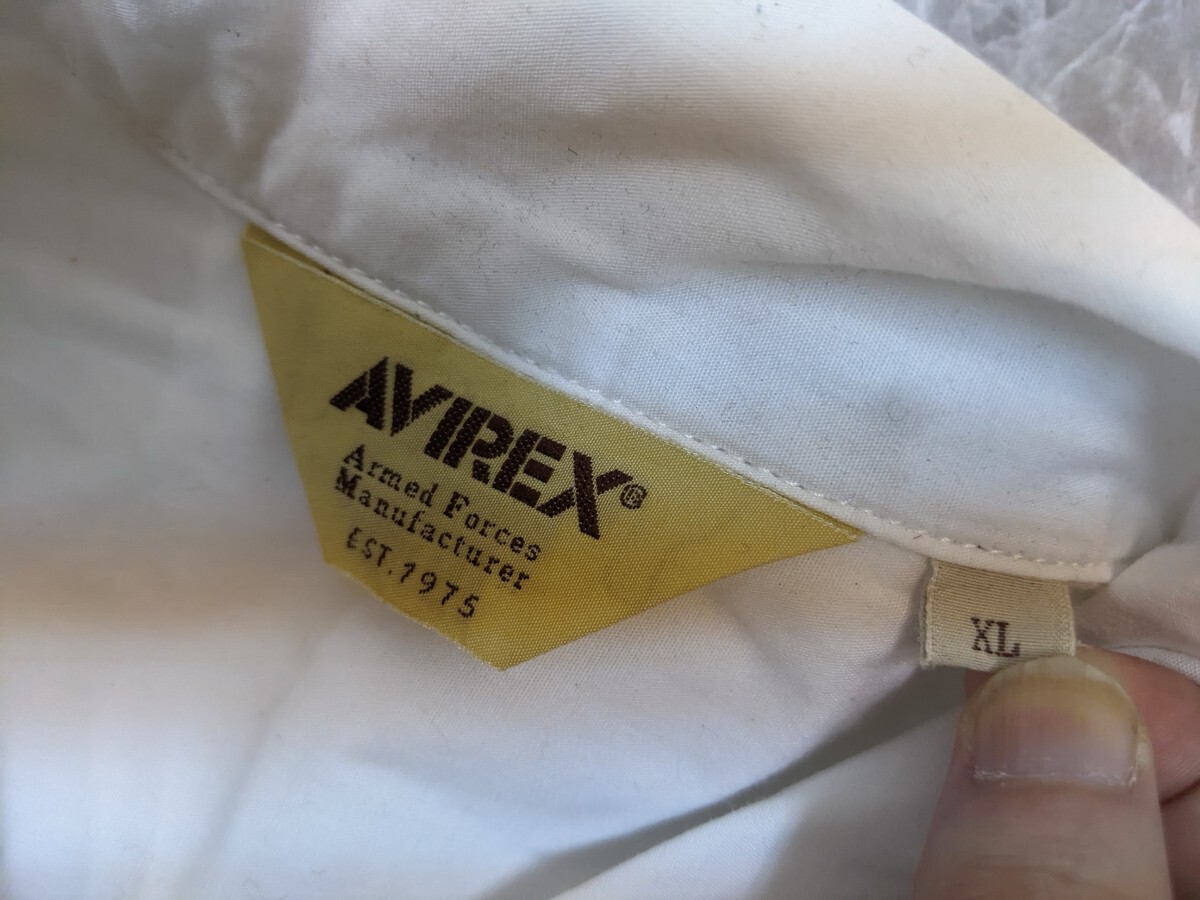 AVIREX®
Armed Forces
Manufacturer
EST.1975
XL